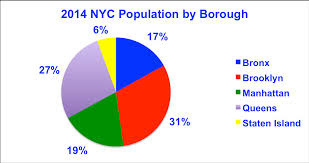 2014 NYC Population by Borough
6%
17%
27%
31%
19%
Bronx
Brooklyn
Manhattan
Queens
Staten Island